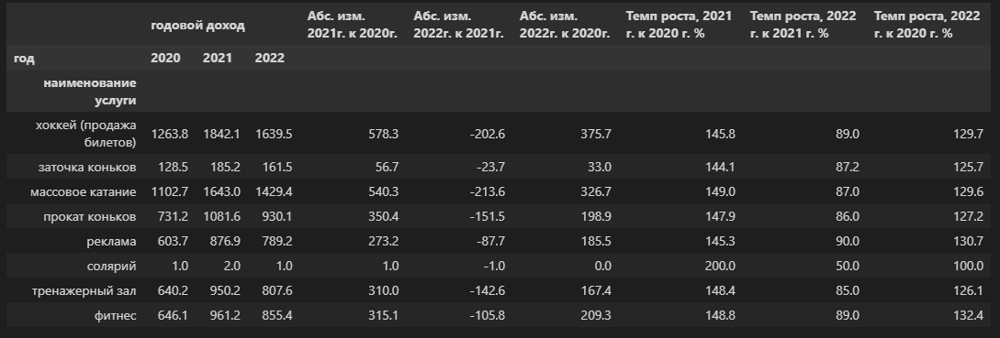 годовой доход Абс. изм. 2021г. к 2020г. Абс. изм. 2022г. к 2021г. Абс. изм. 2022г. к 2020г. Темп роста, 2021 г. к 2020 г. % Темп роста, 2022 г. к 2021 г. % Темп роста, 2022 г. к 2020 г. %
год 2020 2021 2022
наименование услуги
хоккей (продажа билетов) 1263.8 1842.1 1639.5 578.3 -202.6 375.7 145.8 89.0 129.7
заточка коньков 128.5 185.2 161.5 56.7 -23.7 33.0 144.1 87.2 125.7
массовое катание 1102.7 1643.0 1429.4 540.3 -213.6 326.7 149.0 87.0 129.6
прокат коньков 731.2 1081.6 930.1 350.4 -151.5 198.9 147.9 86.0 127.2
реклама 603.7 876.9 789.2 273.2 -87.7 185.5 145.3 90.0 130.7
солярий 1.0 2.0 1.0 1.0 -1.0 0.0 200.0 50.0 100.0
тренажерный зал 640.2 950.2 807.6 310.0 -142.6 167.4 148.4 85.0 126.1
фитнес 646.1 961.2 855.4 315.1 -105.8 209.3 148.8 89.0 132.4